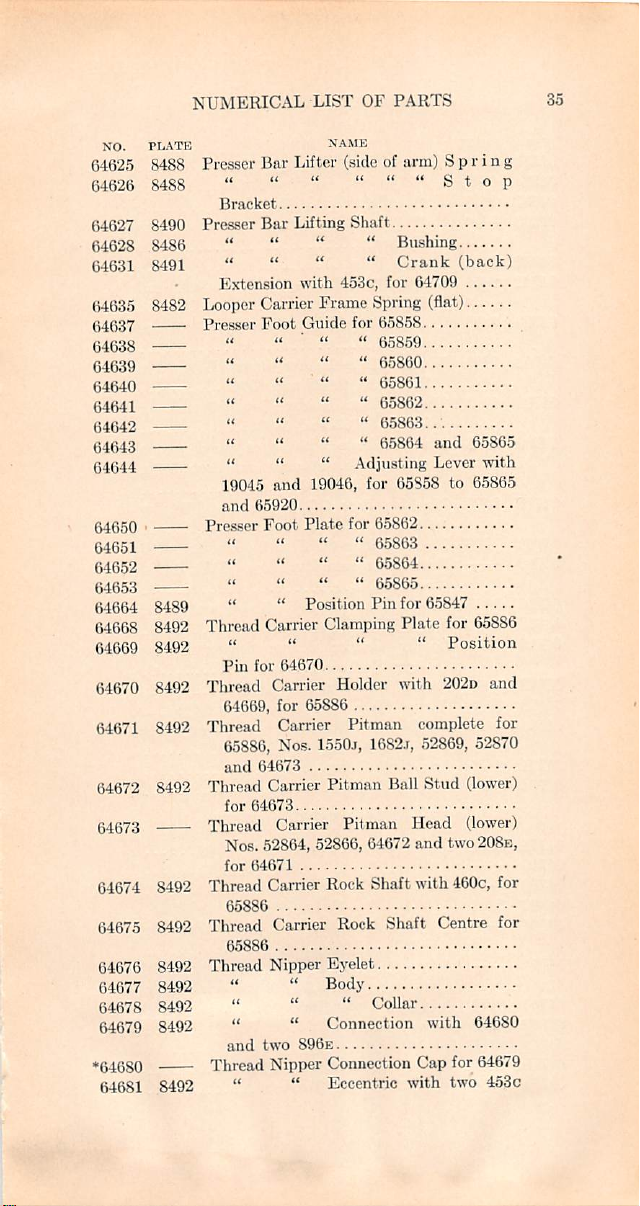 NUMERICAL LIST OF PARTS 35
NO. PLATE NAME
64625 8488 Presser Bar Lifter (side of arm) Spring
64626 8488 " " " " " " Stop
Bracket.............................
64627 8490 Presser Bar Lifting Shaft...............
64628 8486 " " " " Bushing.......
64631 8491 " " " " Crank (back)
Extension with 453C, for 64709 ......
64635 8482 Looper Carrier Frame Spring (flat)......
64637 —— Presser Foot Guide for 65858...........
64638 —— " " " " 65859...........
64639 —— " " " " 65860...........
64640 —— " " " " 65861...........
64641 —— " " " " 65862...........
64642 —— " " " " 65863...........
64643 —— " " " " 65864 and 65865
64644 —— " " " Adjusting Lever with
19045 and 19046, for 65858 to 65865
and 65920...........................
64650 —— Presser Foot Plate for 65862............
64651 —— " " " " 65863 ...........
64652 —— " " " " 65864............
64653 —— " " " " 65865............
64664 8489 " " Position Pin for 65847 .....
64668 8492 Thread Carrier Clamping Plate for 65886
64669 8492 " " " " Position
Pin for 64670........................
64670 8492 Thread Carrier Holder with 202D and
64669, for 65886 .....................
64671 8492 Thread Carrier Pitman complete for
65886, Nos. 1550J, 1682J, 52869, 52870
and 64673 ..........................
64672 8492 Thread Carrier Pitman Ball Stud (lower)
for 64673............................
64673 —— Thread Carrier Pitman Head (lower)
Nos. 52864, 52866, 64672 and two 208E,
for 64671 ...........................
64674 8492 Thread Carrier Rock Shaft with 460C, for
65886 ..............................
64675 8492 Thread Carrier Rock Shaft Centre for
65886 ..............................
64676 8492 Thread Nipper Eyelet..................
64677 8492 " " Body...................
64678 8492 " " " Collar............
64679 8492 " " Connection with 64680
and two 896E.......................
*64680 —— Thread Nipper Connection Cap for 64679
64681 8492 " " Eccentric with two 453C